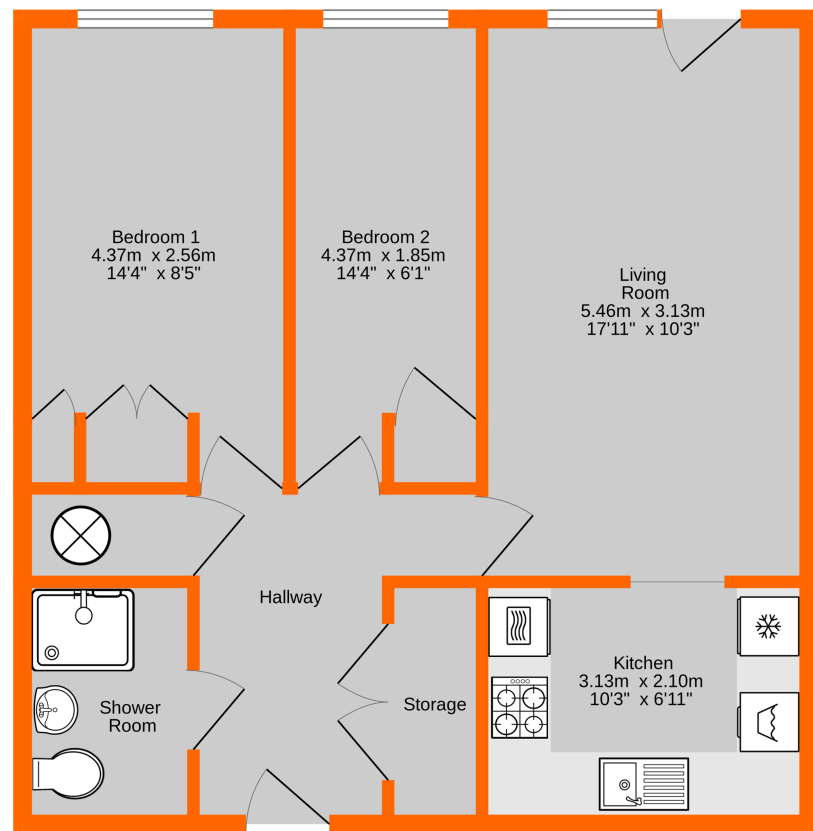 Bedroom 1
4.37m  x 2.56m
14'4"  x 8'5"
Bedroom 2
4.37m  x 1.85m
14'4"  x 6'1"
Living
Room
5.46m  x 3.13m
17'11"  x 10'3"
Hallway
Kitchen
3.13m  x 2.10m
10'3"  x 6'11"
Storage
Shower
Room